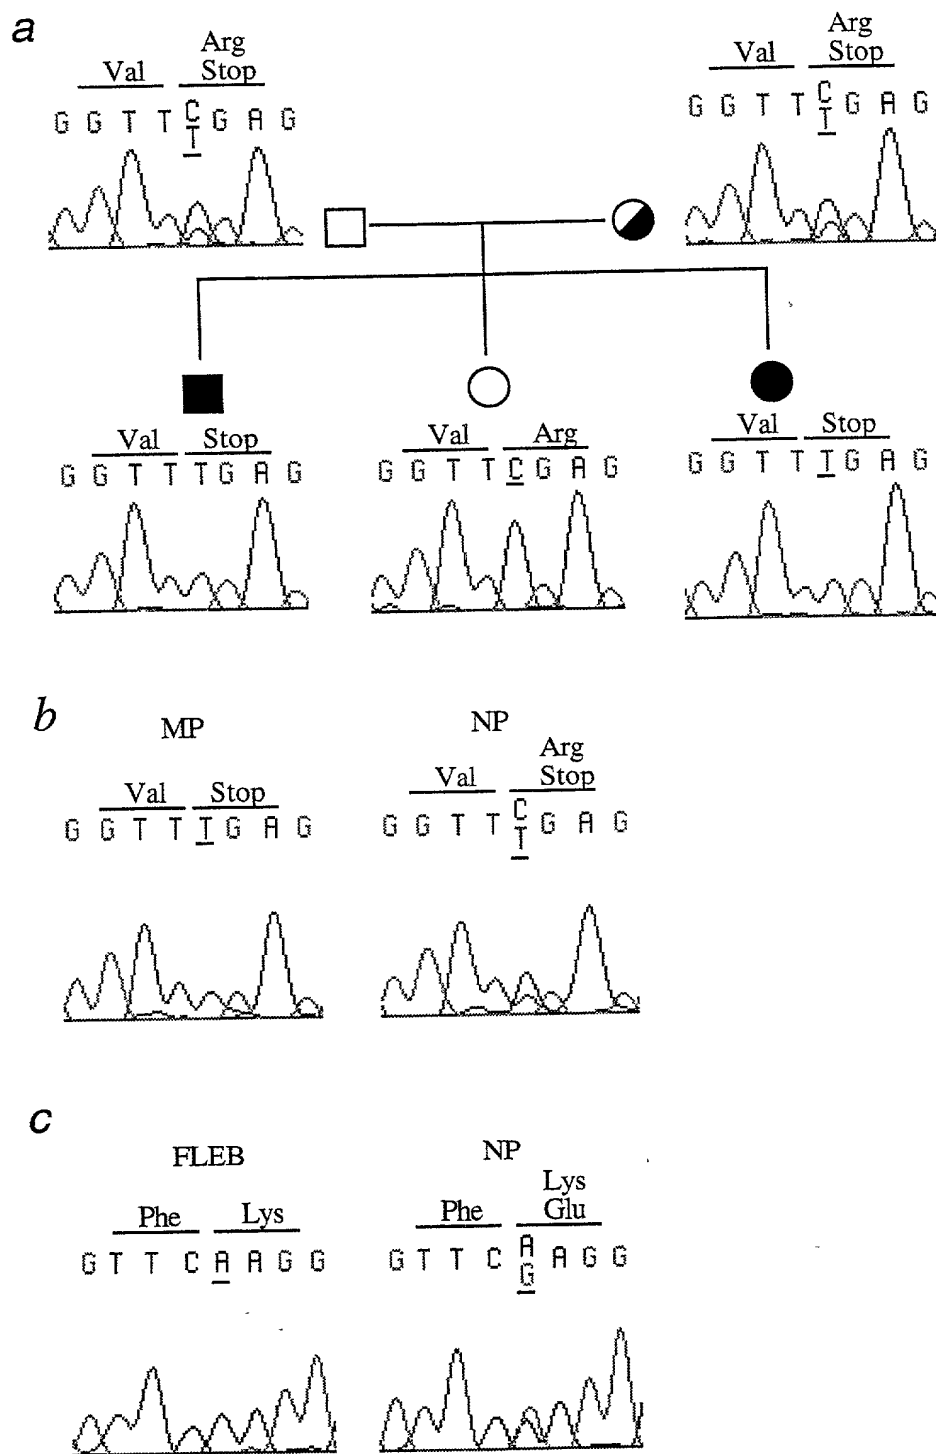 a
Arg
Stop
Val
G G T T C G A G
T
Arg
Stop
Val
G G T T C G A G
T
Val Stop
G G T T T G A G
Val Arg
G G T T C G A G
Val Stop
G G T T T G A G
b
MP
Val Stop
G G T T T G A G
NP
Arg
Stop
Val
G G T T C G A G
T
c
FLEB
Phe Lys
G T T C A A G G
NP
Lys
Glu
Phe
G T T C A A G G
G